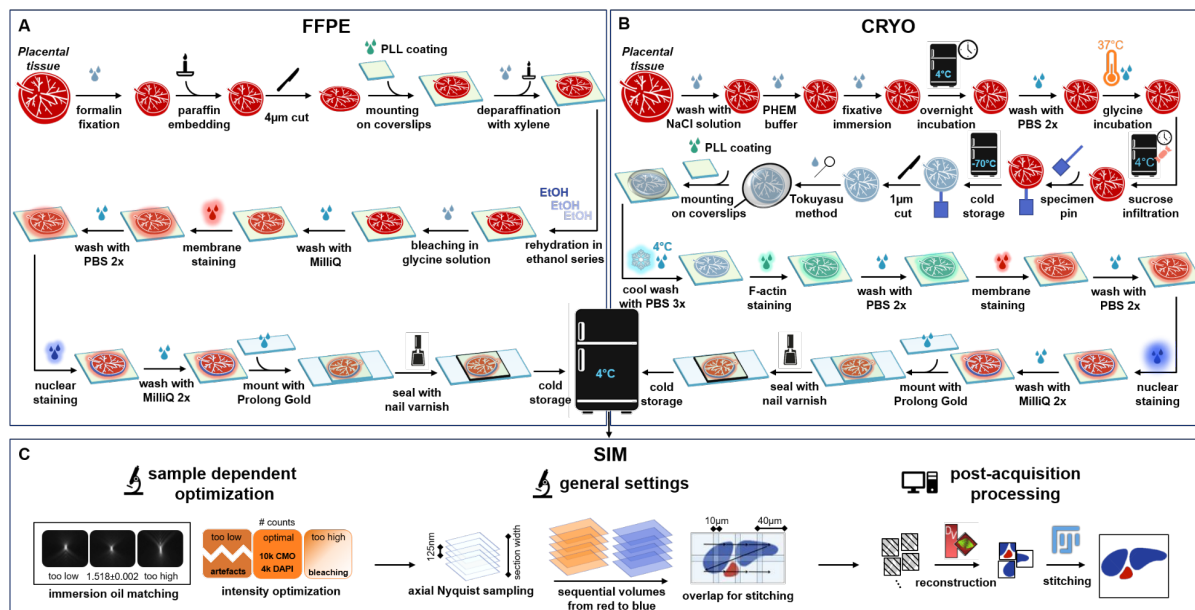 A
FFPE
Placental
tissue
formalin
fixation
paraffin
embedding
4µm cut
PLL coating
mounting
on coverslips
deparaffination
with xylene
EtOH
EtOH
EtOH
rehydration in
ethanol series
bleaching in
glycine solution
wash with
MilliQ
membrane
staining
wash with
PBS 2x
nuclear
staining
wash with
MilliQ 2x
mount with
Prolong Gold
seal with
nail varnish
cold
storage
4°C
B
CRYO
Placental
tissue
wash with
NaCl solution
PHEM
buffer
fixative
immersion
4°C
overnight
incubation
wash with
PBS 2x
37°C
glycine
incubation
4°C
sucrose
infiltration
specimen
pin
-70°C
cold
storage
1µm
cut
Tokuyasu
method
PLL coating
mounting
on coverslips
4°C
cool wash
with PBS 3x
F-actin
staining
wash with
PBS 2x
membrane
staining
wash with
PBS 2x
nuclear
staining
wash with
MilliQ 2x
mount with
Prolong Gold
seal with
nail varnish
cold
storage
C
SIM
sample dependent
optimization
too low
1.518±0.002
too high
immersion oil matching
# counts
too low
optimal
too high
10k CMO
4k DAPI
artefacts
bleaching
intensity optimization
general settings
125nm
section width
axial Nyquist sampling
sequential volumes
from red to blue
10µm
40µm
overlap for stitching
post-acquisition
processing
reconstruction
stitching